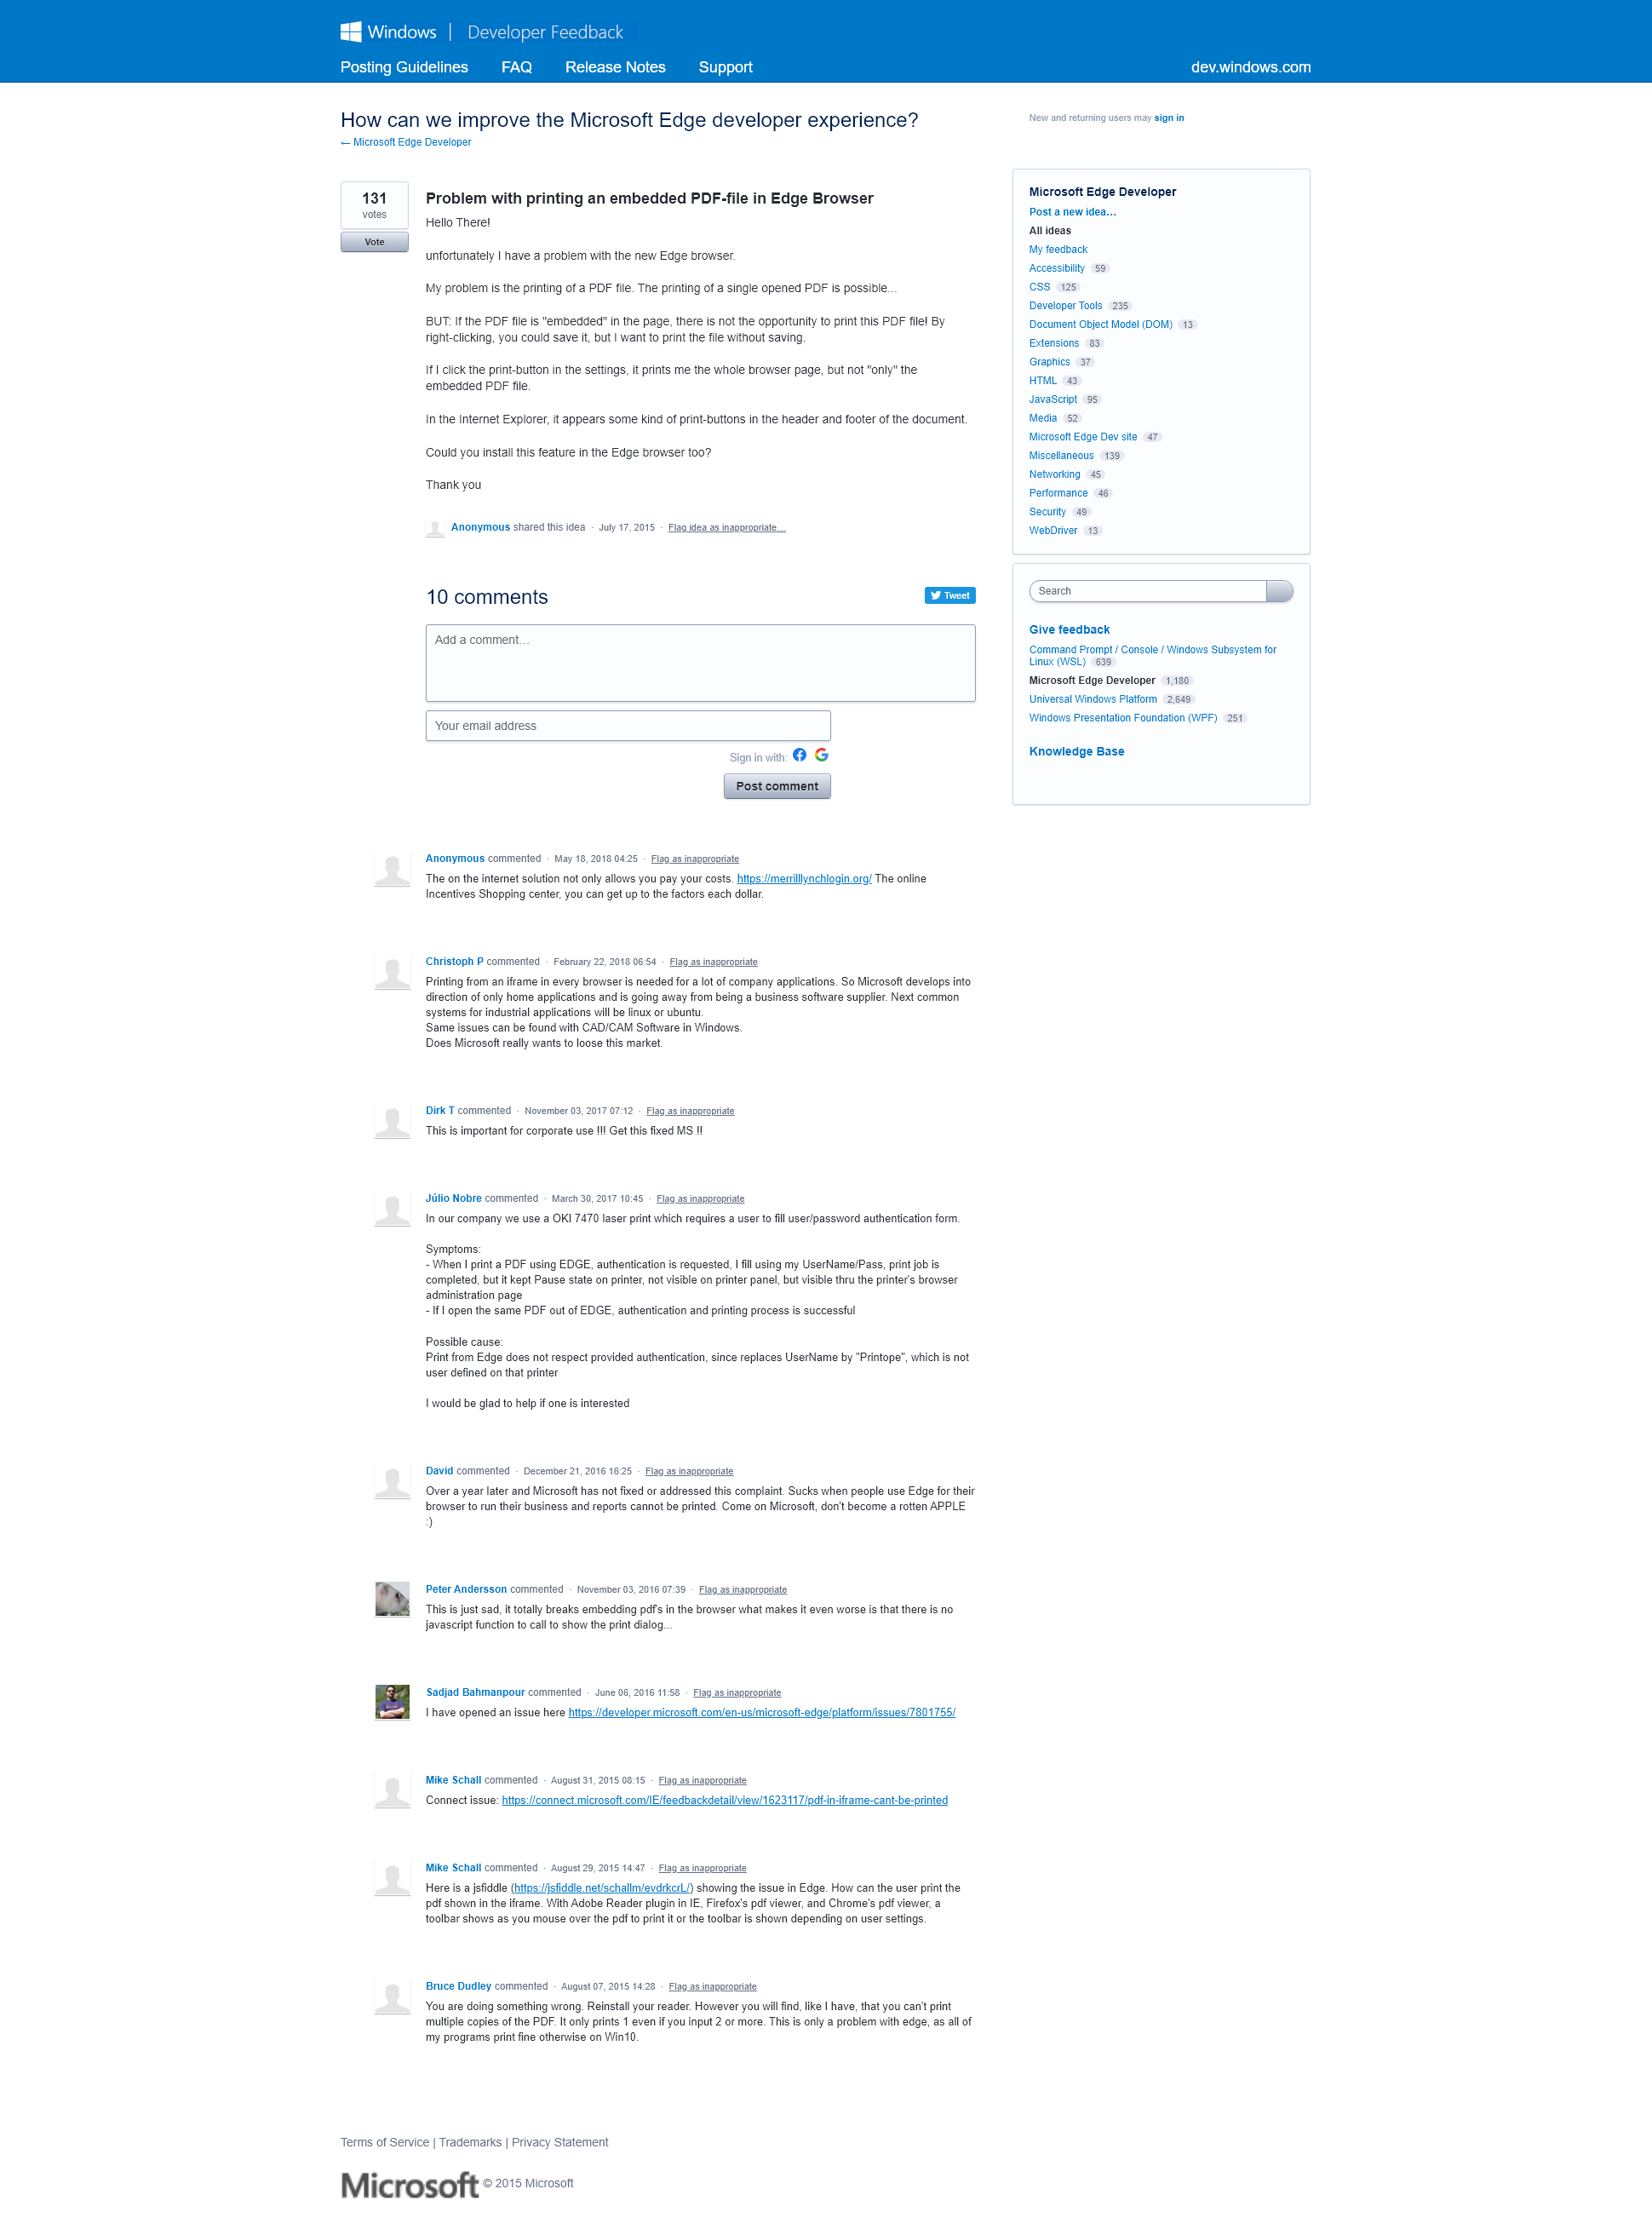 Windows | Developer Feedback
Posting Guidelines FAQ Release Notes Support dev.windows.com
How can we improve the Microsoft Edge developer experience?
← Microsoft Edge Developer
New and returning users may sign in
131
votes
Vote
Problem with printing an embedded PDF-file in Edge Browser
Hello There!
unfortunately I have a problem with the new Edge browser.
My problem is the printing of a PDF file. The printing of a single opened PDF is possible...
BUT: If the PDF file is "embedded" in the page, there is not the opportunity to print this PDF file! By
right-clicking, you could save it, but I want to print the file without saving.
If I click the print-button in the settings, it prints me the whole browser page, but not "only" the
embedded PDF file.
In the Internet Explorer, it appears some kind of print-buttons in the header and footer of the document.
Could you install this feature in the Edge browser too?
Thank you
Anonymous shared this idea · July 17, 2015 · Flag idea as inappropriate…
10 comments
Tweet
Add a comment…
Your email address
Sign in with:
Post comment
Anonymous commented · May 18, 2018 04:25 · Flag as inappropriate
The on the internet solution not only allows you pay your costs. https://merrilllynchlogin.org/ The online
Incentives Shopping center, you can get up to the factors each dollar.
Christoph P commented · February 22, 2018 06:54 · Flag as inappropriate
Printing from an iframe in every browser is needed for a lot of company applications. So Microsoft develops into
direction of only home applications and is going away from being a business software supplier. Next common
systems for industrial applications will be linux or ubuntu.
Same issues can be found with CAD/CAM Software in Windows.
Does Microsoft really wants to loose this market.
Dirk T commented · November 03, 2017 07:12 · Flag as inappropriate
This is important for corporate use !!! Get this fixed MS !!
Júlio Nobre commented · March 30, 2017 10:45 · Flag as inappropriate
In our company we use a OKI 7470 laser print which requires a user to fill user/password authentication form.
Symptoms:
- When I print a PDF using EDGE, authentication is requested, I fill using my UserName/Pass, print job is
completed, but it kept Pause state on printer, not visible on printer panel, but visible thru the printer's browser
administration page
- If I open the same PDF out of EDGE, authentication and printing process is successful
Possible cause:
Print from Edge does not respect provided authentication, since replaces UserName by "Printope", which is not
user defined on that printer
I would be glad to help if one is interested
David commented · December 21, 2016 16:25 · Flag as inappropriate
Over a year later and Microsoft has not fixed or addressed this complaint. Sucks when people use Edge for their
browser to run their business and reports cannot be printed. Come on Microsoft, don't become a rotten APPLE
:)
Peter Andersson commented · November 03, 2016 07:39 · Flag as inappropriate
This is just sad, it totally breaks embedding pdf's in the browser what makes it even worse is that there is no
javascript function to call to show the print dialog...
Sadjad Bahmanpour commented · June 06, 2016 11:58 · Flag as inappropriate
I have opened an issue here https://developer.microsoft.com/en-us/microsoft-edge/platform/issues/7801755/
Mike Schall commented · August 31, 2015 08:15 · Flag as inappropriate
Connect issue: https://connect.microsoft.com/IE/feedbackdetail/view/1623117/pdf-in-iframe-cant-be-printed
Mike Schall commented · August 29, 2015 14:47 · Flag as inappropriate
Here is a jsfiddle (https://jsfiddle.net/schallm/evdrkcrL/) showing the issue in Edge. How can the user print the
pdf shown in the iframe. With Adobe Reader plugin in IE, Firefox's pdf viewer, and Chrome's pdf viewer, a
toolbar shows as you mouse over the pdf to print it or the toolbar is shown depending on user settings.
Bruce Dudley commented · August 07, 2015 14:28 · Flag as inappropriate
You are doing something wrong. Reinstall your reader. However you will find, like I have, that you can't print
multiple copies of the PDF. It only prints 1 even if you input 2 or more. This is only a problem with edge, as all of
my programs print fine otherwise on Win10.
Microsoft Edge Developer
Post a new idea…
All ideas
My feedback
Accessibility 59
CSS 125
Developer Tools 235
Document Object Model (DOM) 13
Extensions 83
Graphics 37
HTML 43
JavaScript 95
Media 52
Microsoft Edge Dev site 47
Miscellaneous 139
Networking 45
Performance 46
Security 49
WebDriver 13
Search
Give feedback
Command Prompt / Console / Windows Subsystem for
Linux (WSL) 639
Microsoft Edge Developer 1,180
Universal Windows Platform 2,649
Windows Presentation Foundation (WPF) 251
Knowledge Base
Terms of Service | Trademarks | Privacy Statement
Microsoft © 2015 Microsoft